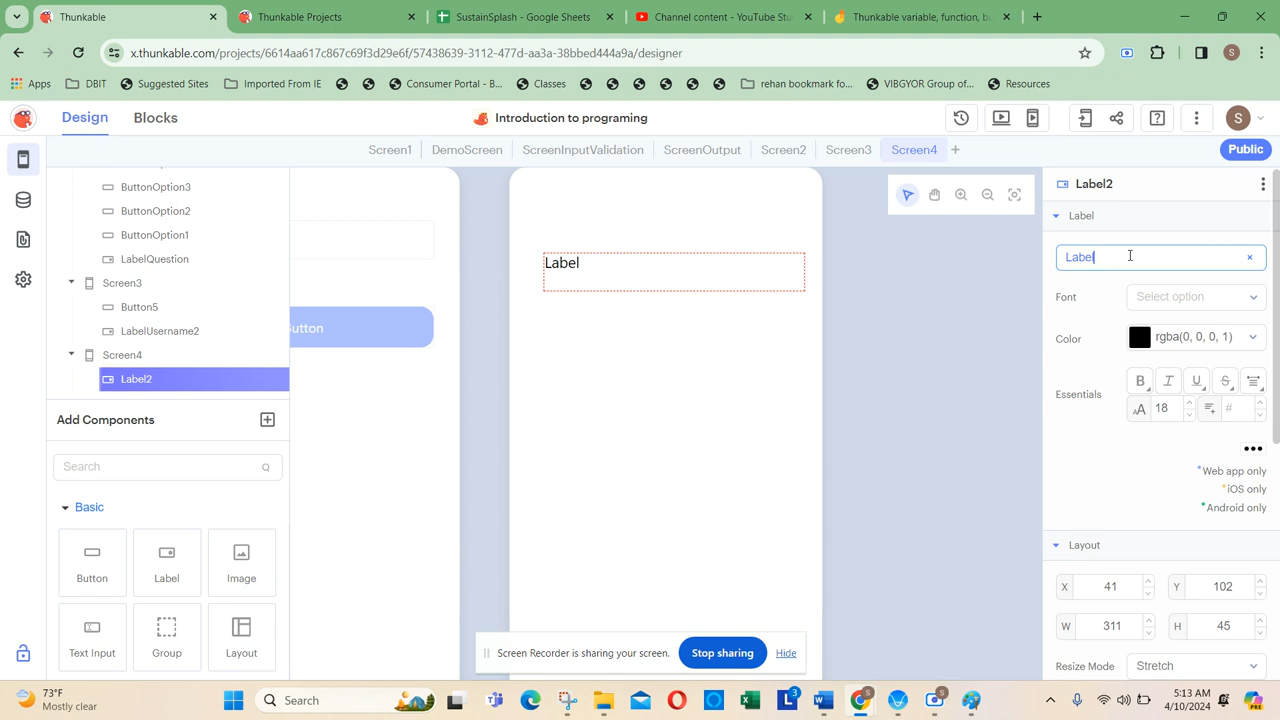 Thunkable
Thunkable Projects
SustainSplash - Google Sheets
Channel content - YouTube Stu
Thunkable variable, function, b
x.thunkable.com/projects/6614aa617c867c69f3d29e6f/57438639-3112-477d-aa3a-38bbed444a9a/designer
S
Apps
DBIT
Suggested Sites
Imported From IE
Consumer Portal - B...
Classes
rehan bookmark fo...
VIBGYOR Group of...
Resources
Design
Blocks
Introduction to programing
S
Screen1
DemoScreen
ScreenInputValidation
ScreenOutput
Screen2
Screen3
Screen4
Public
ButtonOption3
ButtonOption2
ButtonOption1
LabelQuestion
Screen3
Button5
LabelUsername2
Screen4
Label2
Add Components
Search
Basic
Button
Label
Image
Text Input
Group
Layout
Button
Label
Label2
Label
Label
Font
Select option
Color
rgba(0, 0, 0, 1)
Essentials
B I U S
AA 18 #
*Web app only
*iOS only
*Android only
Layout
X 41 Y 102
W 311 H 45
Resize Mode Stretch
Screen Recorder is sharing your screen.
Stop sharing
Hide
73°F
Mostly clear
Search
3
5:13 AM
4/10/2024